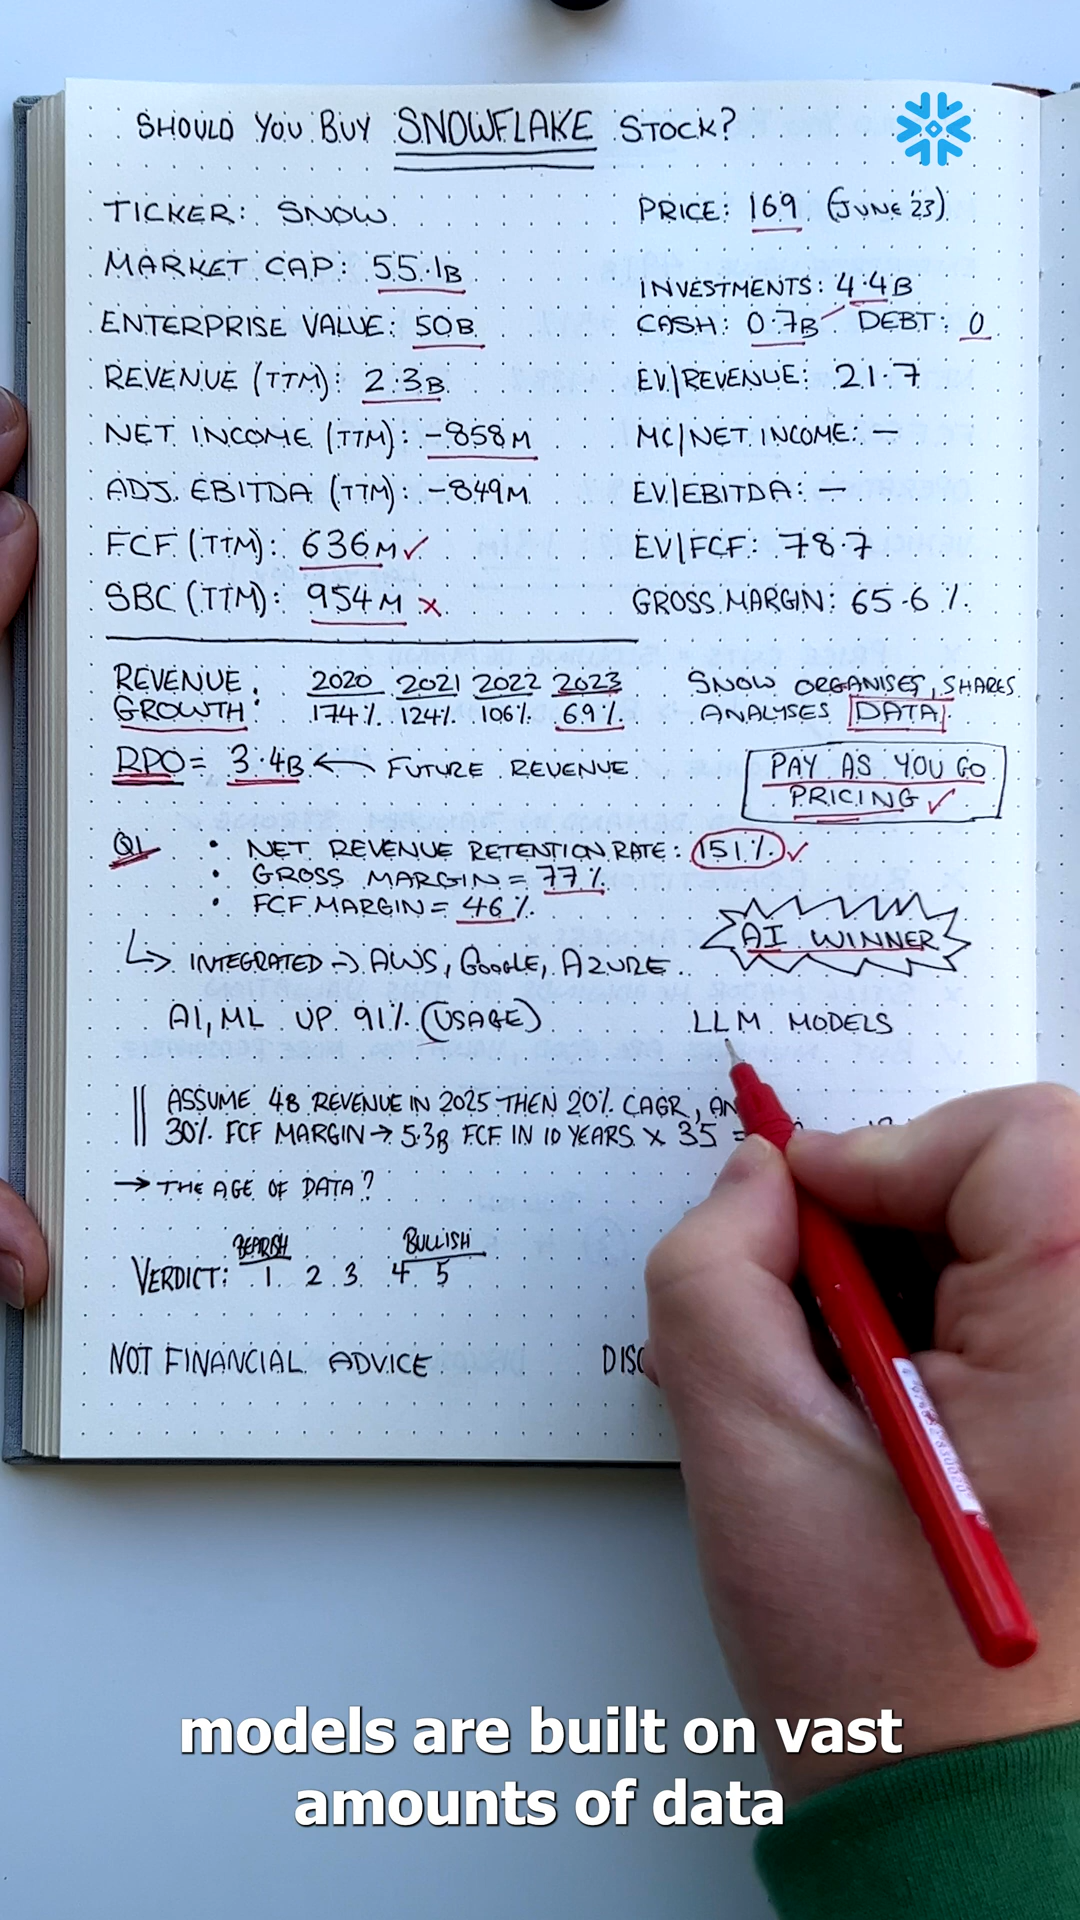 SHOULD YOU BUY SNOWFLAKE STOCK?
TICKER: SNOW
PRICE: 169 (JUNE '23)
MARKET CAP: 55.1B
INVESTMENTS: 4.4B
ENTERPRISE VALUE: 50B
CASH: 0.7B DEBT: 0
REVENUE (TTM): 2.3B
EV/REVENUE: 21.7
NET INCOME (TTM): -858M
MC/NET INCOME: —
ADJ. EBITDA (TTM): -849M
EV/EBITDA: —
FCF (TTM): 636M ✓
EV/FCF: 78.7
SBC (TTM): 954M x
GROSS MARGIN: 65.6%
REVENUE GROWTH:
2020 2021 2022 2023
174% 124% 106% 69%
SNOW ORGANISES, SHARES
ANALYSES DATA
RPO = 3.4B ← FUTURE REVENUE
PAY AS YOU GO
PRICING ✓
Q1
• NET REVENUE RETENTION RATE: 151% ✓
• GROSS MARGIN = 77%
• FCF MARGIN = 46%
AI WINNER
↳ INTEGRATED → AWS, GOOGLE, AZURE
AI, ML UP 91% (USAGE)
LLM MODELS
ASSUME 4B REVENUE IN 2025 THEN 20% CAGR,
30% FCF MARGIN → 5.3B FCF IN 10 YEARS x 35 =
→ THE AGE OF DATA?
BEARISH BULLISH
VERDICT: 1 2 3 4 5
NOT FINANCIAL ADVICE
models are built on vast
amounts of data